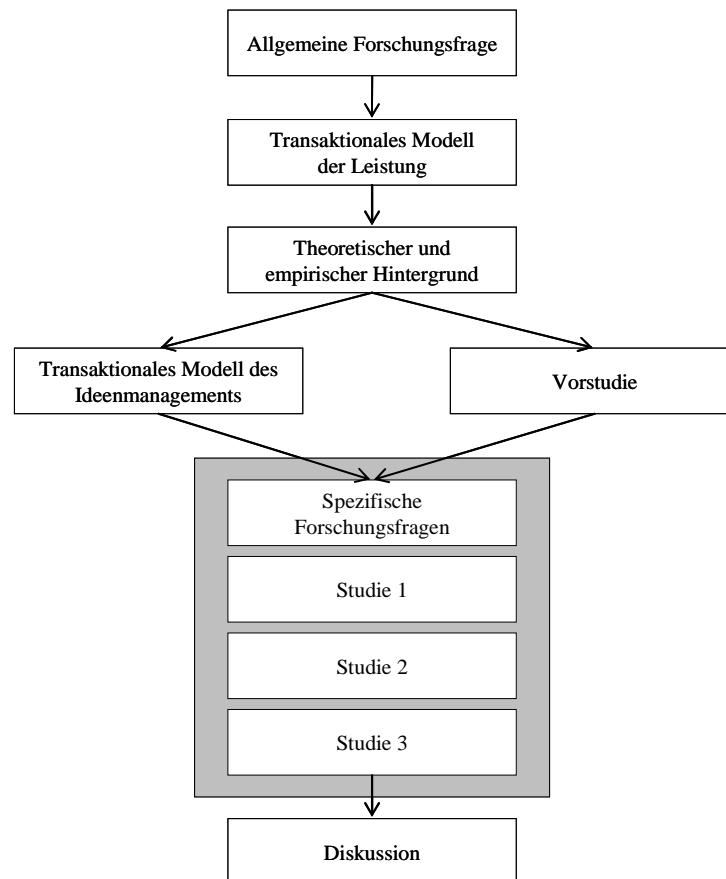 Allgemeine Forschungsfrage
Transaktionales Modell
der Leistung
Theoretischer und
empirischer Hintergrund
Transaktionales Modell des
Ideenmanagements
Vorstudie
Spezifische
Forschungsfragen
Studie 1
Studie 2
Studie 3
Diskussion